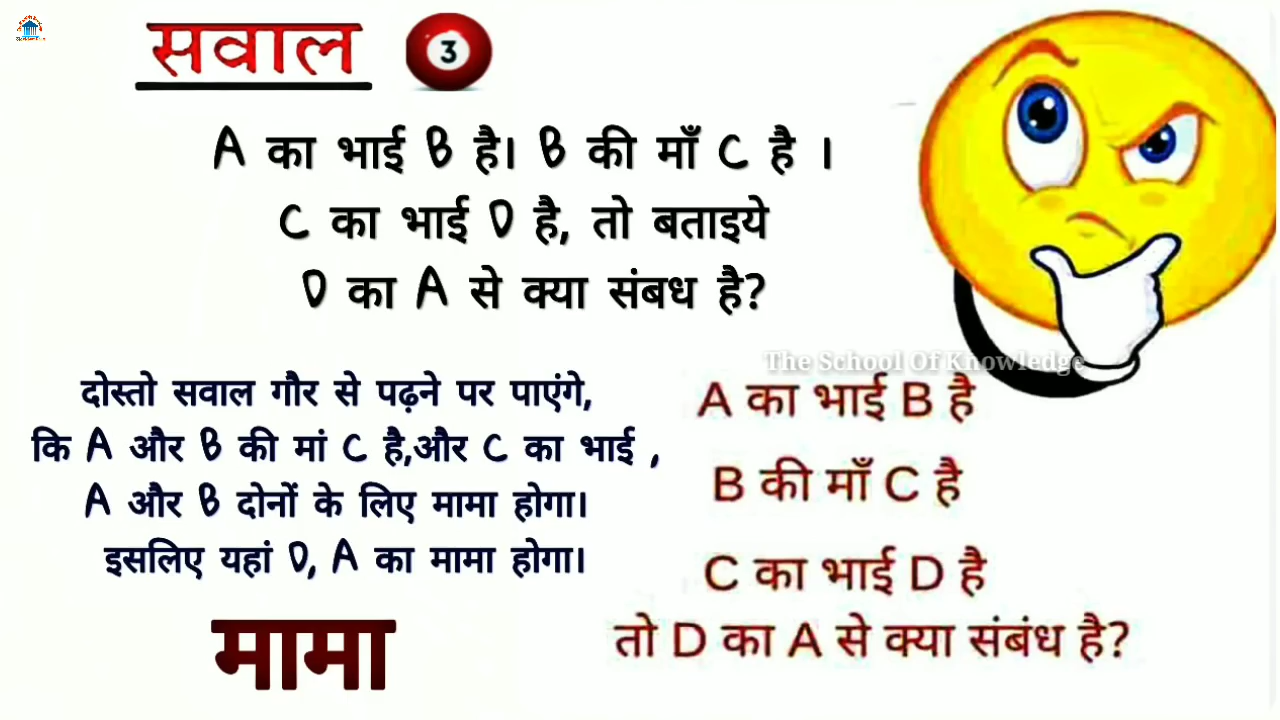 सवाल 3
A का भाई B है। B की माँ C है ।
C का भाई D है, तो बताइये
D का A से क्या संबध है?
दोस्तो सवाल गौर से पढ़ने पर पाएंगे,
कि A और B की मां C है,और C का भाई ,
A और B दोनों के लिए मामा होगा।
इसलिए यहां D, A का मामा होगा।
मामा
The School Of Knowledge
A का भाई B है
B की माँ C है
C का भाई D है
तो D का A से क्या संबंध है?